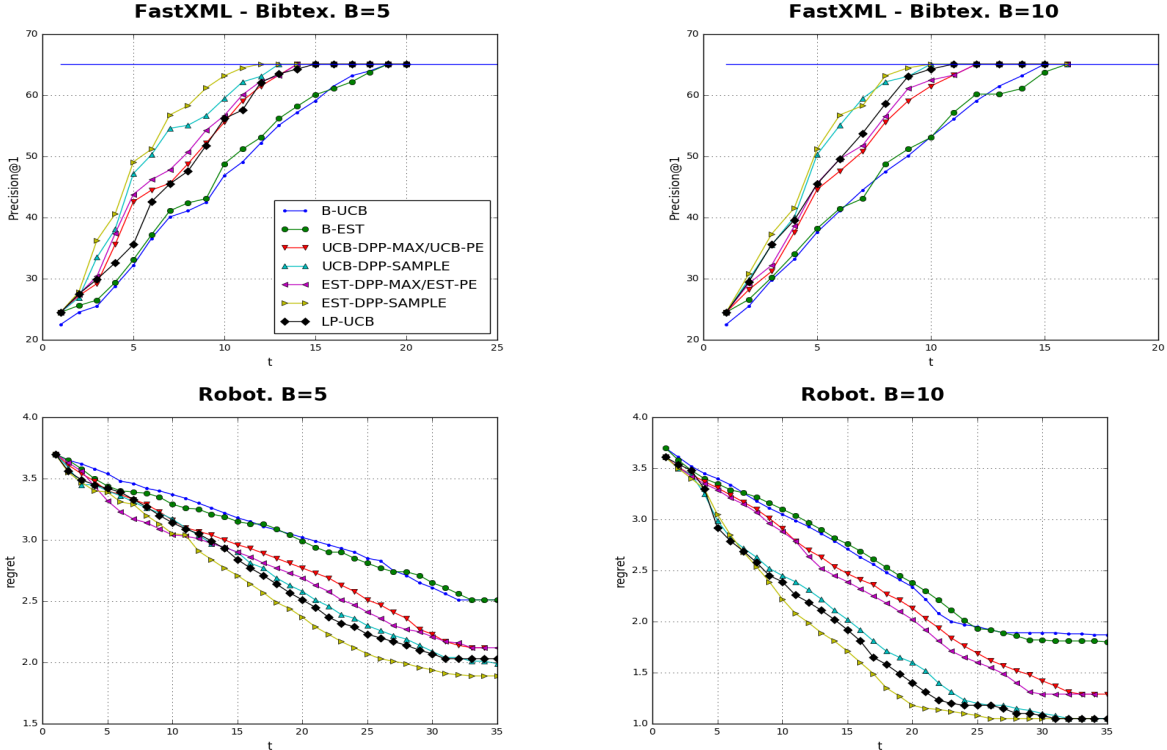 FastXML - Bibtex. B=5
70
60
50
40
30
20
Precision@1
0 5 10 15 20 25
t
B-UCB
B-EST
UCB-DPP-MAX/UCB-PE
UCB-DPP-SAMPLE
EST-DPP-MAX/EST-PE
EST-DPP-SAMPLE
LP-UCB
FastXML - Bibtex. B=10
70
60
50
40
30
20
Precision@1
0 5 10 15 20
t
Robot. B=5
4.0
3.5
3.0
2.5
2.0
1.5
regret
0 5 10 15 20 25 30 35
t
Robot. B=10
4.0
3.5
3.0
2.5
2.0
1.5
1.0
regret
0 5 10 15 20 25 30 35
t